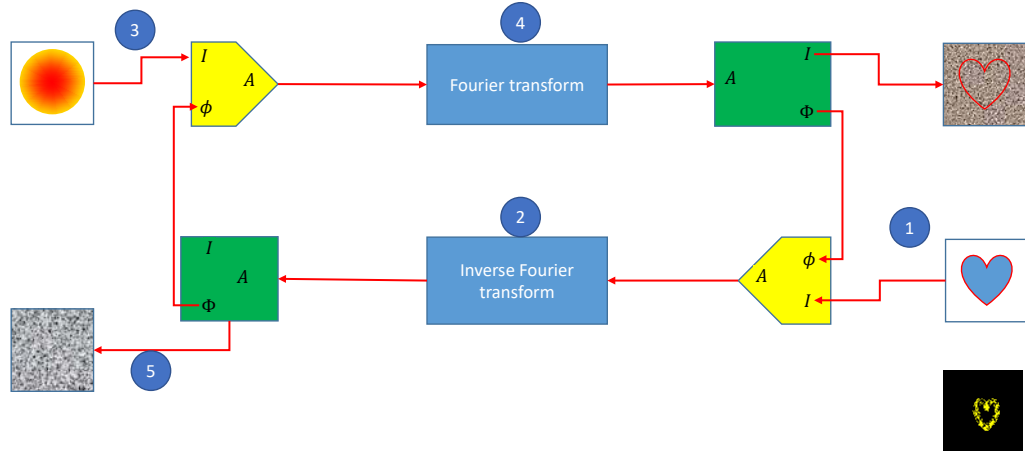 3
4
I
A
ϕ
Fourier transform
A
I
Φ
1
2
I
A
Φ
Inverse Fourier
transform
A
ϕ
I
5